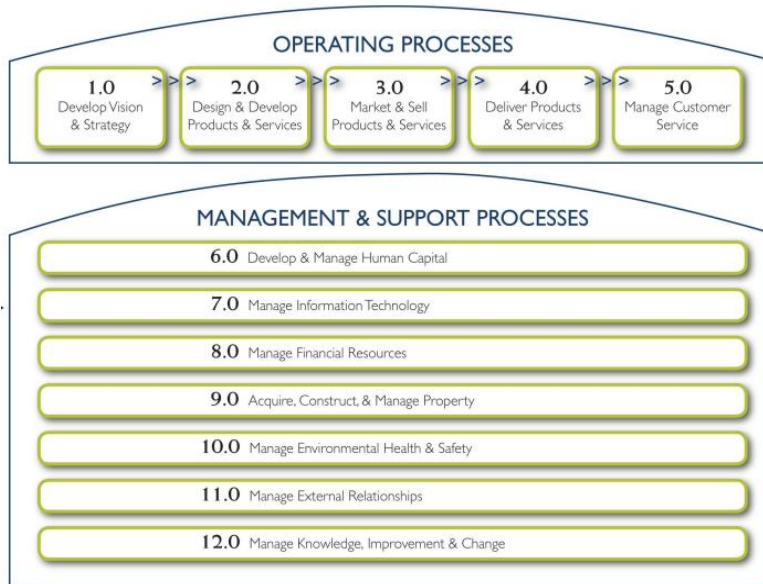 OPERATING PROCESSES
1.0 >>> 2.0 >>> 3.0 >>> 4.0 >>> 5.0
Develop Vision
& Strategy
Design & Develop
Products & Services
Market & Sell
Products & Services
Deliver Products
& Services
Manage Customer
Service
MANAGEMENT & SUPPORT PROCESSES
6.0 Develop & Manage Human Capital
7.0 Manage Information Technology
8.0 Manage Financial Resources
9.0 Acquire, Construct, & Manage Property
10.0 Manage Environmental Health & Safety
11.0 Manage External Relationships
12.0 Manage Knowledge, Improvement & Change